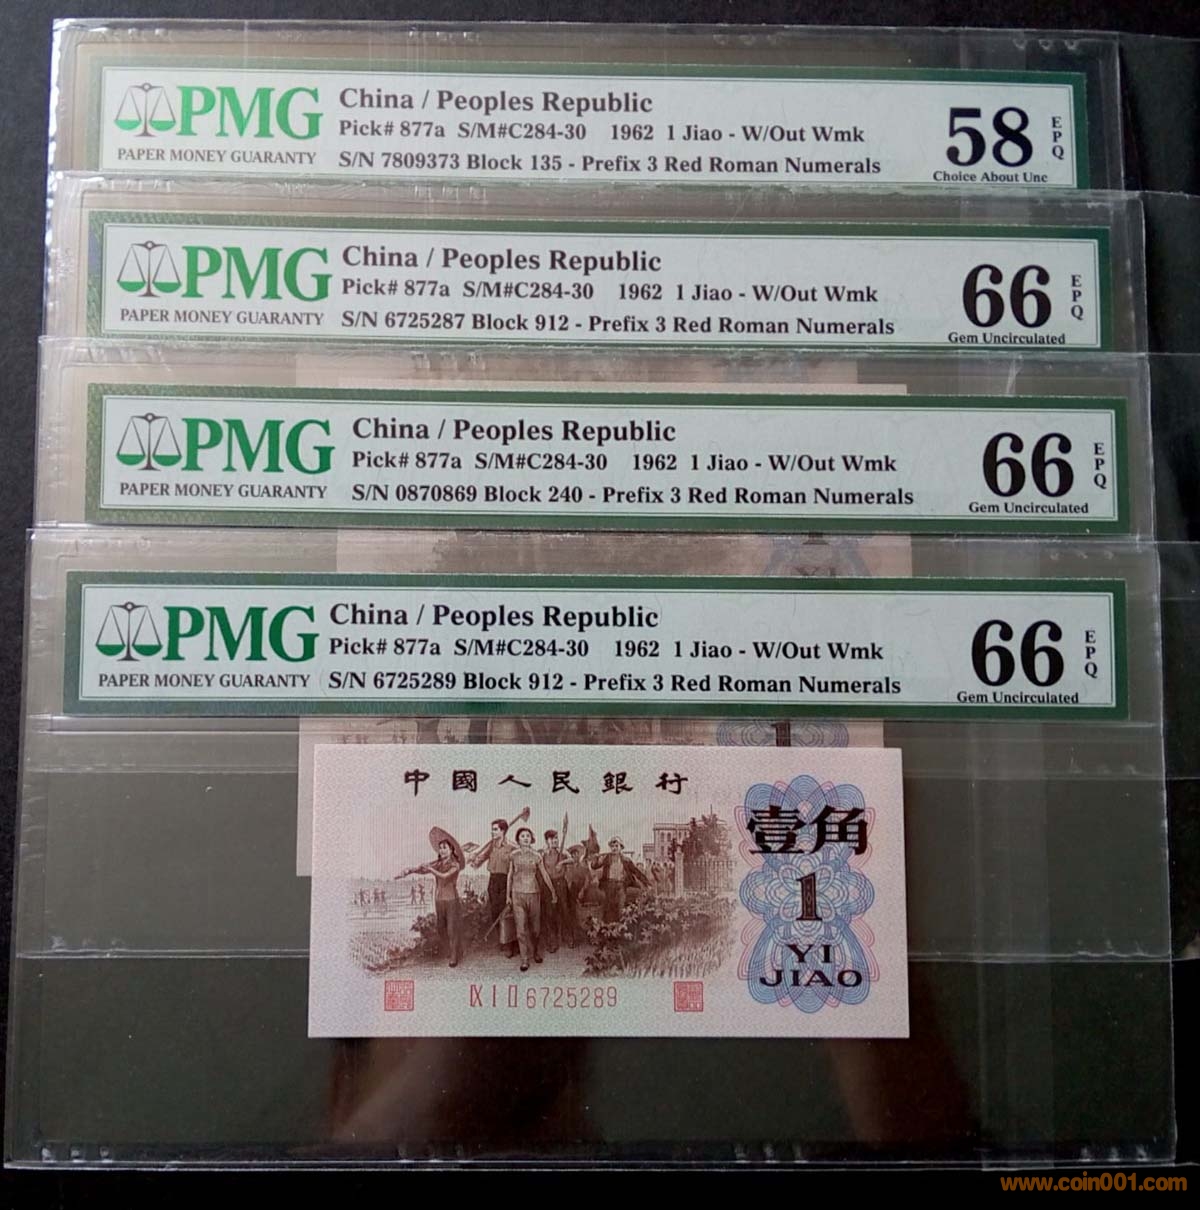 PMG
PAPER MONEY GUARANTY
China / Peoples Republic
Pick# 877a S/M#C284-30 1962 1 Jiao - W/Out Wmk
S/N 7809373 Block 135 - Prefix 3 Red Roman Numerals
58
EPQ
Choice About Unc
PMG
PAPER MONEY GUARANTY
China / Peoples Republic
Pick# 877a S/M#C284-30 1962 1 Jiao - W/Out Wmk
S/N 6725287 Block 912 - Prefix 3 Red Roman Numerals
66
EPQ
Gem Uncirculated
PMG
PAPER MONEY GUARANTY
China / Peoples Republic
Pick# 877a S/M#C284-30 1962 1 Jiao - W/Out Wmk
S/N 0870869 Block 240 - Prefix 3 Red Roman Numerals
66
EPQ
Gem Uncirculated
YI
PMG
PAPER MONEY GUARANTY
China / Peoples Republic
Pick# 877a S/M#C284-30 1962 1 Jiao - W/Out Wmk
S/N 6725289 Block 912 - Prefix 3 Red Roman Numerals
66
EPQ
Gem Uncirculated
1
中國人民銀行
壹角
1
YI
JIAO
IX I II 6725289
www.coin001.com